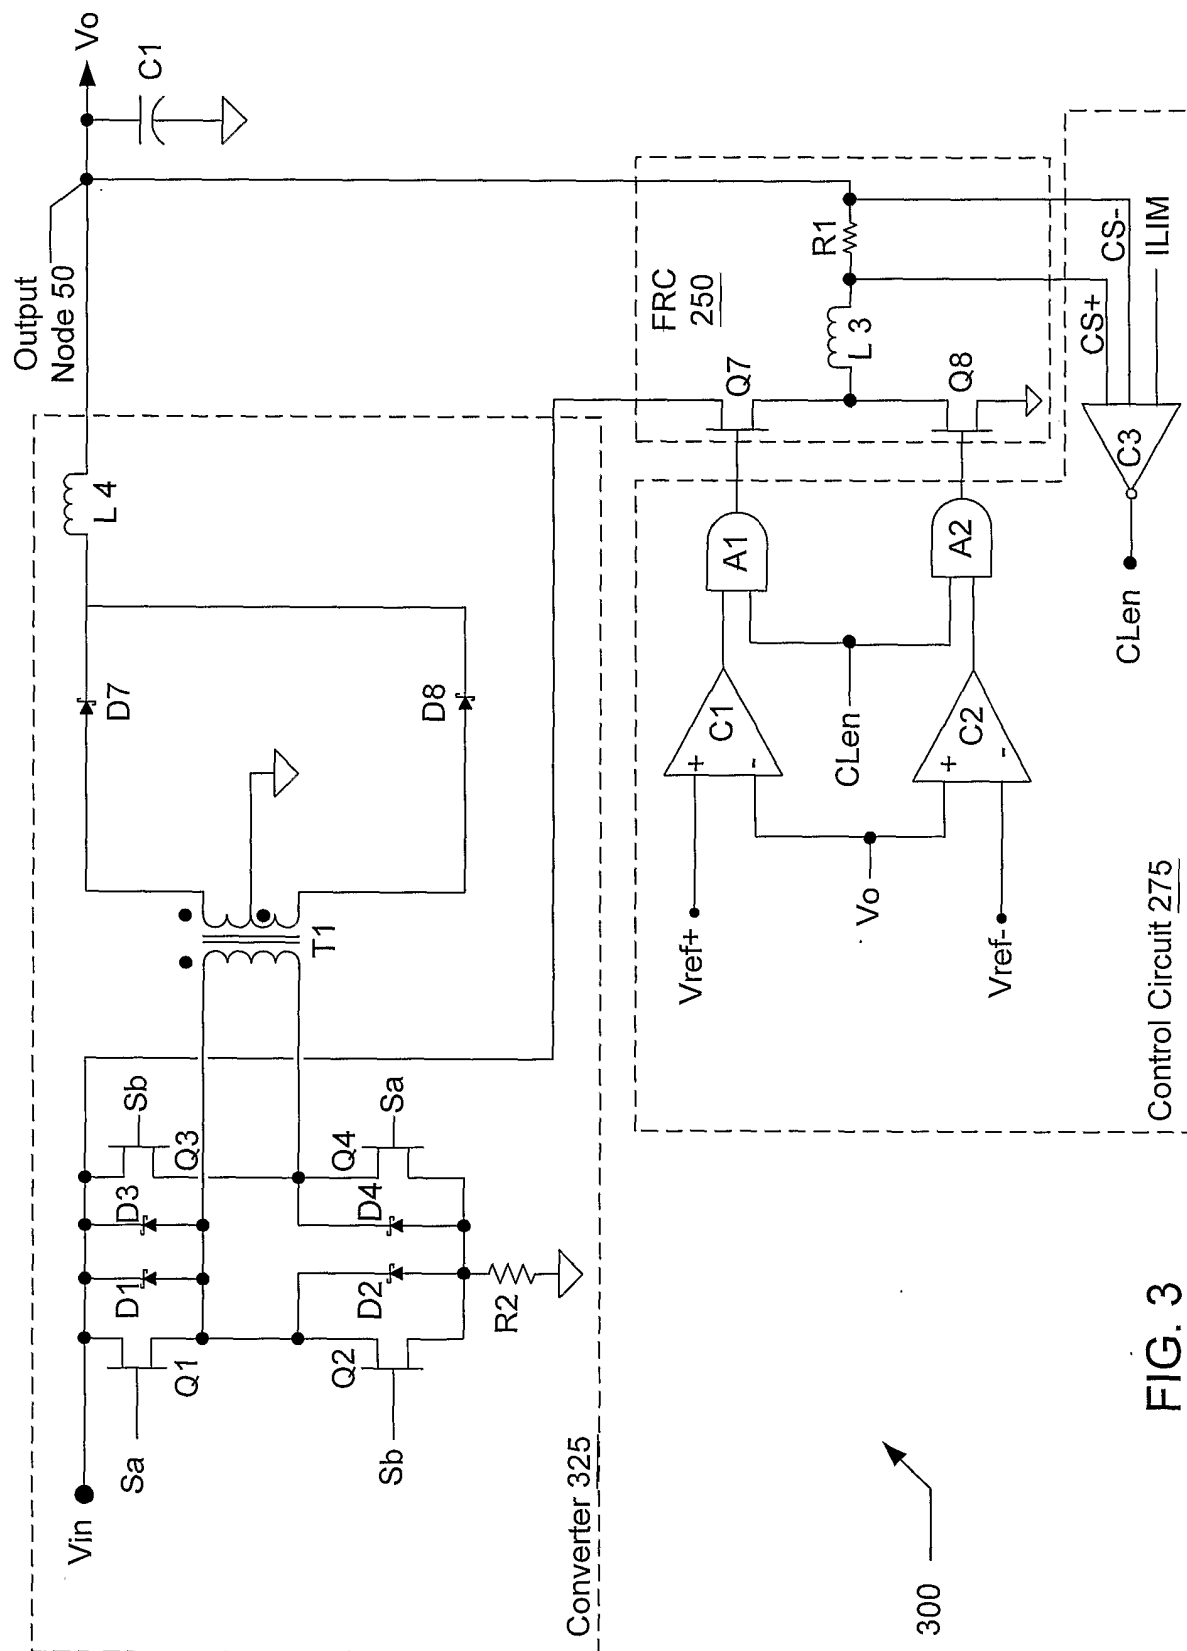 Vin
Sa
Q1
D1
D3
Q3
Sb
Sb
Q2
D2
D4
Q4
Sa
R2
T1
D7
D8
L 4
Output
Node 50
Vo
C1
Converter 325
FRC
250
Q7
Q8
L 3
R1
CS+
CS-
ILIM
C3
CLen
Vref+
Vo
Vref-
+
-
C1
+
-
C2
CLen
A1
A2
Control Circuit 275
300
FIG. 3